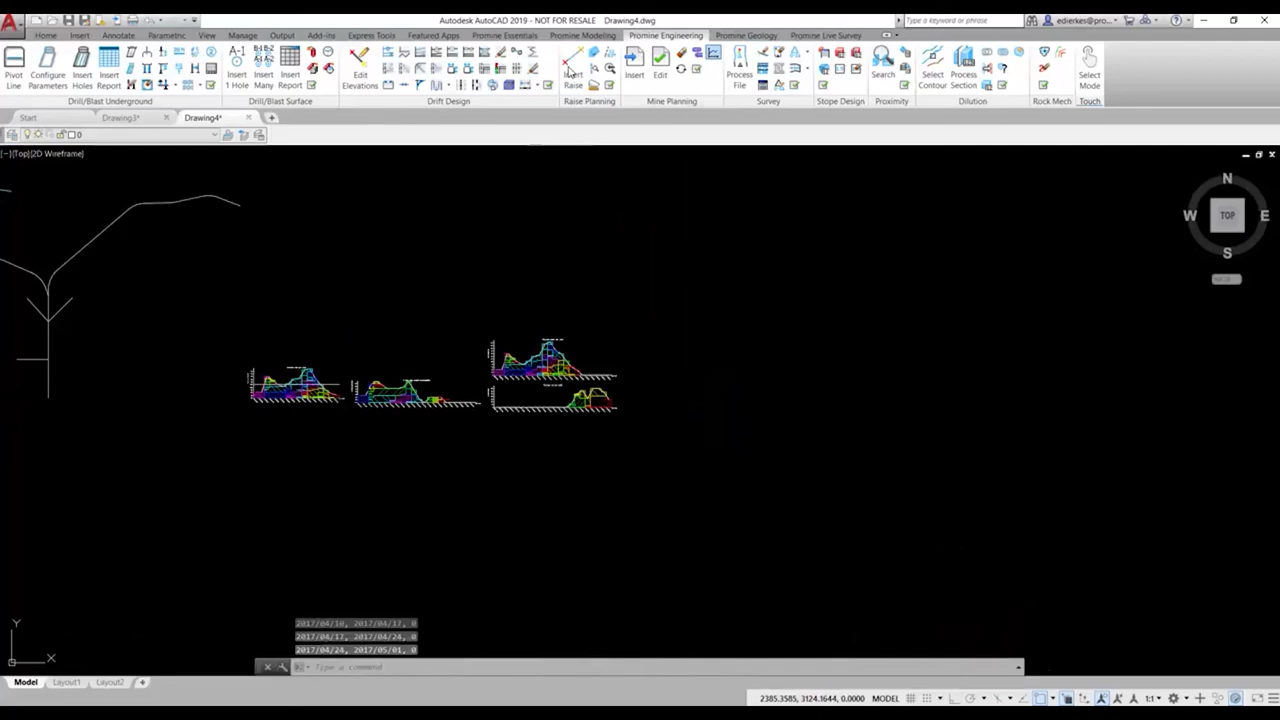 Autodesk AutoCAD 2019 - NOT FOR RESALE Drawing4.dwg
Type a keyword or phrase
edierkes@pro...
Home Insert Annotate Parametric View Manage Output Add-ins Express Tools Featured Apps Promine Essentials Promine Modeling Promine Engineering Promine Geology Promine Live Survey
Pivot Line
Configure Parameters
Insert Holes
Insert Report
Insert 1 Hole
Insert Many
Insert Report
Edit Elevations
Insert Raise
Insert
Edit
Process File
Search
Select Contour
Process Section
Select Mode
Drill/Blast Underground Drill/Blast Surface Drift Design Raise Planning Mine Planning Survey Stope Design Proximity Dilution Rock Mech Touch
Start Drawing3* Drawing4*
0
[−][Top][2D Wireframe]
N
W TOP E
S
2017/04/10, 2017/04/17, 0
2017/04/17, 2017/04/24, 0
2017/04/24, 2017/05/01, 0
Y
X
Type a command
Model Layout1 Layout2
2385.3585, 3124.1644, 0.0000 MODEL 1:1